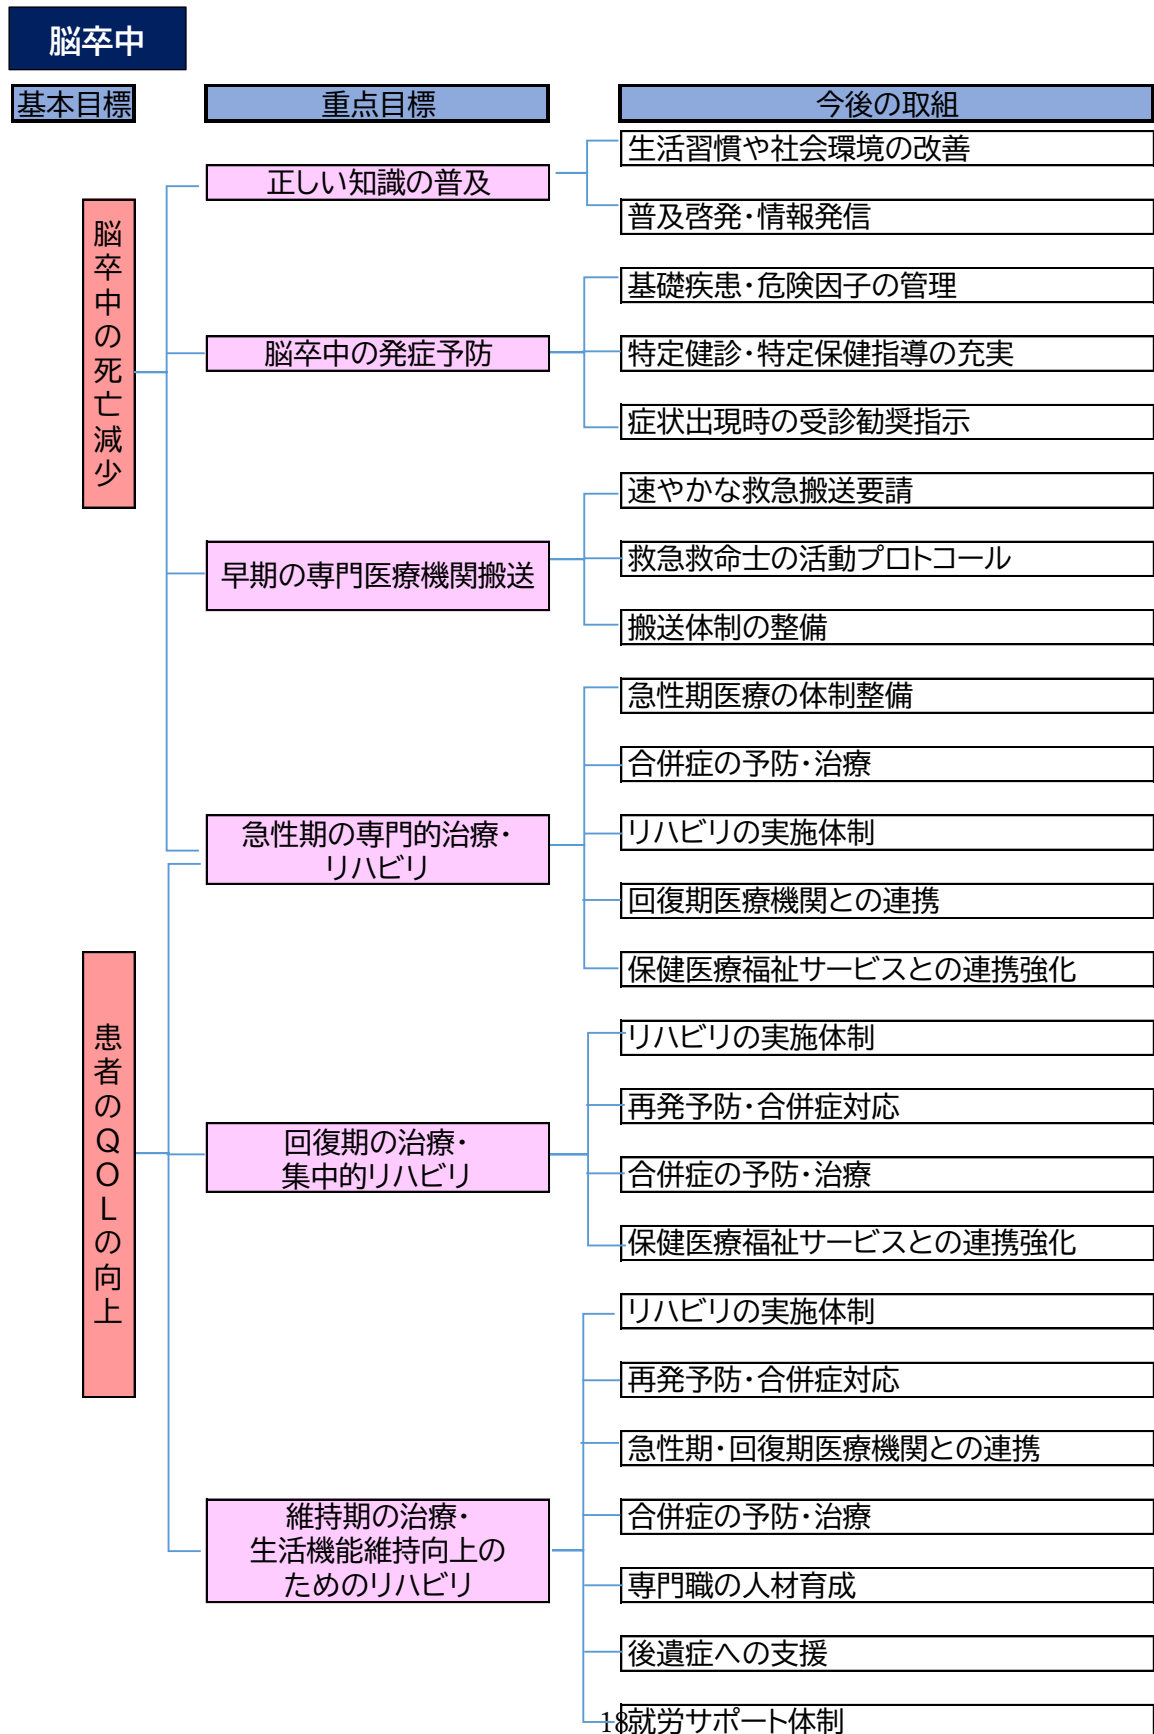 脳卒中
基本目標
重点目標
今後の取組
脳卒中の死亡減少
正しい知識の普及
生活習慣や社会環境の改善
普及啓発・情報発信
脳卒中の発症予防
基礎疾患・危険因子の管理
特定健診・特定保健指導の充実
症状出現時の受診勧奨指示
早期の専門医療機関搬送
速やかな救急搬送要請
救急救命士の活動プロトコール
搬送体制の整備
急性期の専門的治療・
リハビリ
急性期医療の体制整備
合併症の予防・治療
リハビリの実施体制
回復期医療機関との連携
保健医療福祉サービスとの連携強化
患者のQOLの向上
回復期の治療・
集中的リハビリ
リハビリの実施体制
再発予防・合併症対応
合併症の予防・治療
保健医療福祉サービスとの連携強化
維持期の治療・
生活機能維持向上の
ためのリハビリ
リハビリの実施体制
再発予防・合併症対応
急性期・回復期医療機関との連携
合併症の予防・治療
専門職の人材育成
後遺症への支援
就労サポート体制
18